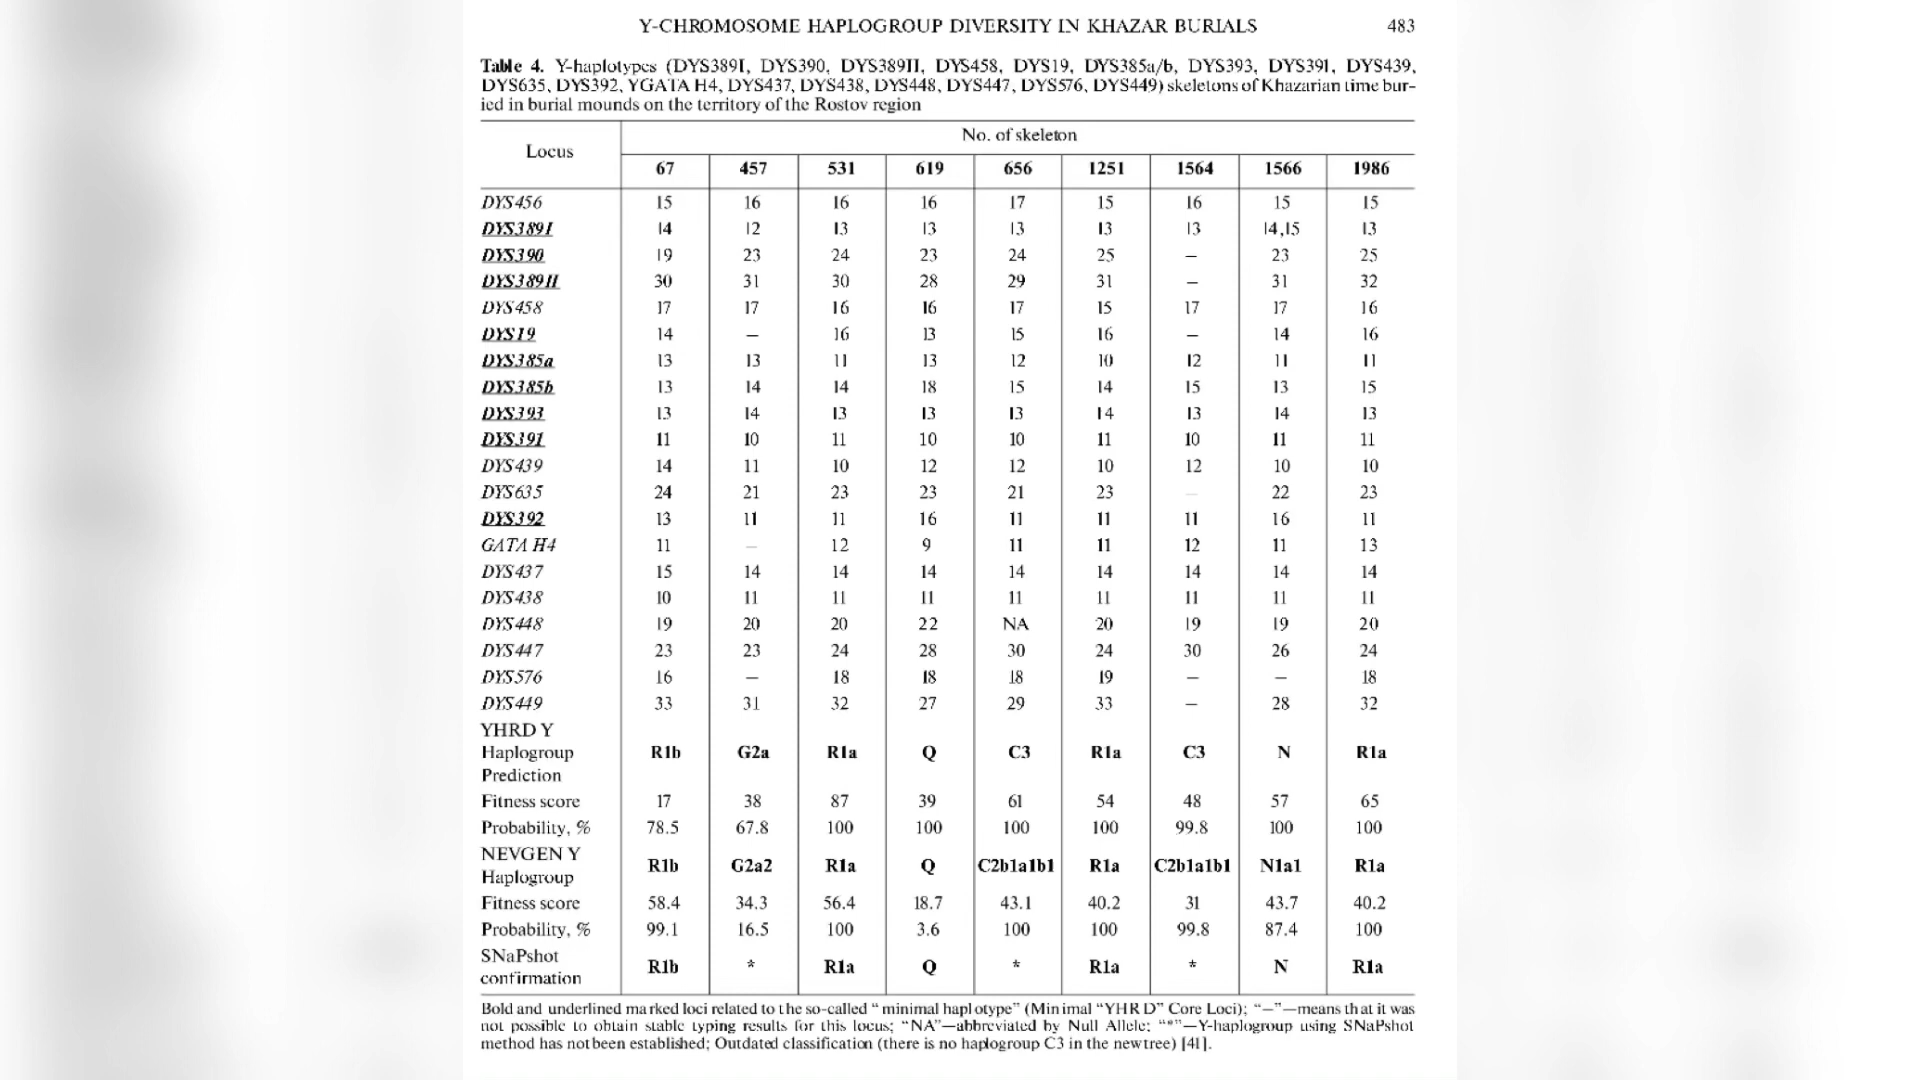 Y-CHROMOSOME HAPLOGROUP DIVERSITY IN KHAZAR BURIALS 483
Table 4. Y-haplotypes (DYS389I, DYS390, DYS389II, DYS458, DYS19, DYS385a/b, DYS393, DYS391, DYS439,
DYS635, DYS392, YGATA H4, DYS437, DYS438, DYS448, DYS447, DYS576, DYS449) skeletons of Khazarian time bur-
ied in burial mounds on the territory of the Rostov region
Locus No. of skeleton
67 457 531 619 656 1251 1564 1566 1986
DYS456 15 16 16 16 17 15 16 15 15
DYS389I 14 12 13 13 13 13 13 14,15 13
DYS390 19 23 24 23 24 25 – 23 25
DYS389II 30 31 30 28 29 31 – 31 32
DYS458 17 17 16 16 17 15 17 17 16
DYS19 14 – 16 13 15 16 – 14 16
DYS385a 13 13 11 13 12 10 12 11 11
DYS385b 13 14 14 18 15 14 15 13 15
DYS393 13 14 13 13 13 14 13 14 13
DYS391 11 10 11 10 10 11 10 11 11
DYS439 14 11 10 12 12 10 12 10 10
DYS635 24 21 23 23 21 23 – 22 23
DYS392 13 11 11 16 11 11 11 16 11
GATA H4 11 – 12 9 11 11 12 11 13
DYS437 15 14 14 14 14 14 14 14 14
DYS438 10 11 11 11 11 11 11 11 11
DYS448 19 20 20 22 NA 20 19 19 20
DYS447 23 23 24 28 30 24 30 26 24
DYS576 16 – 18 18 18 19 – – 18
DYS449 33 31 32 27 29 33 – 28 32
YHRD Y
Haplogroup R1b G2a R1a Q C3 R1a C3 N R1a
Prediction
Fitness score 17 38 87 39 61 54 48 57 65
Probability, % 78.5 67.8 100 100 100 100 99.8 100 100
NEVGEN Y
Haplogroup R1b G2a2 R1a Q C2b1a1b1 R1a C2b1a1b1 N1a1 R1a
Fitness score 58.4 34.3 56.4 18.7 43.1 40.2 31 43.7 40.2
Probability, % 99.1 16.5 100 3.6 100 100 99.8 87.4 100
SNaPshot
confirmation R1b * R1a Q * R1a * N R1a
Bold and underlined marked loci related to the so-called “minimal haplotype” (Minimal “YHRD” Core Loci); “–”—means that it was
not possible to obtain stable typing results for this locus; “NA”—abbreviated by Null Allele; “*”—Y-haplogroup using SNaPshot
method has not been established; Outdated classification (there is no haplogroup C3 in the new tree) [41].